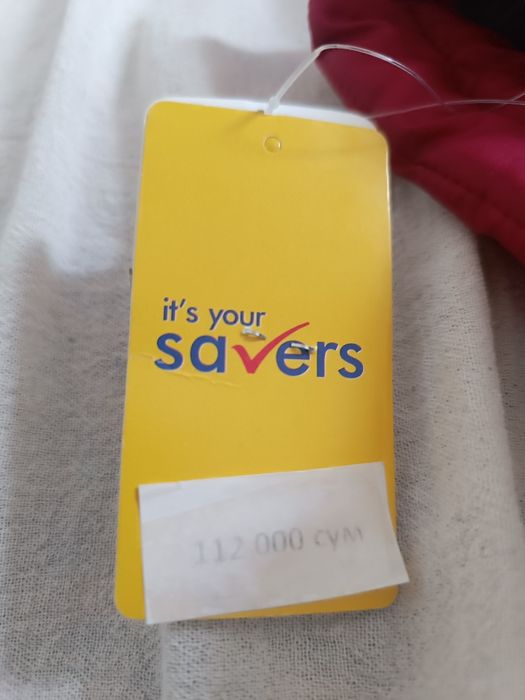 it's your
savers
112 000 сум